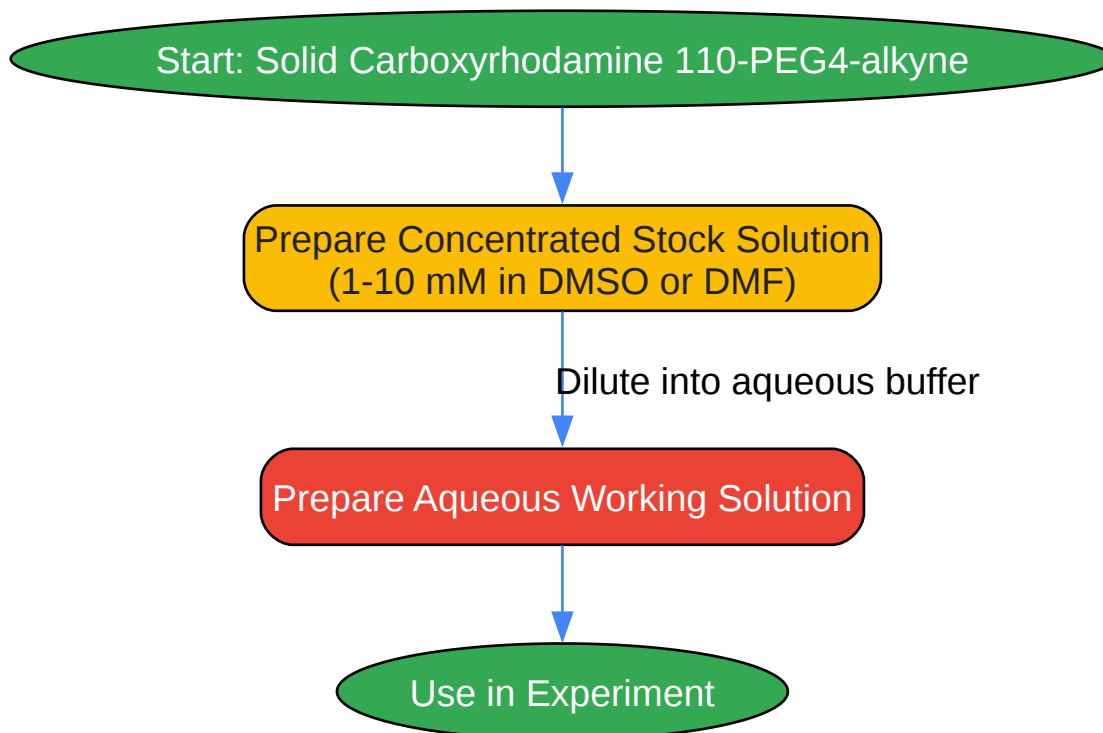 Start: Solid Carboxyrhodamine 110-PEG4-alkyne
Prepare Concentrated Stock Solution
(1-10 mM in DMSO or DMF)
Dilute into aqueous buffer
Prepare Aqueous Working Solution
Use in Experiment